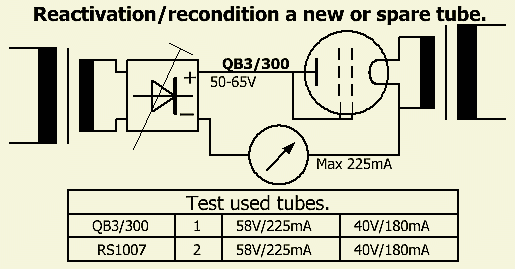 Reactivation/recondition a new or spare tube.
QB3/300
+
50-65V
−
Max 225mA
Test used tubes.
QB3/300 1 58V/225mA 40V/180mA
RS1007 2 58V/225mA 40V/180mA